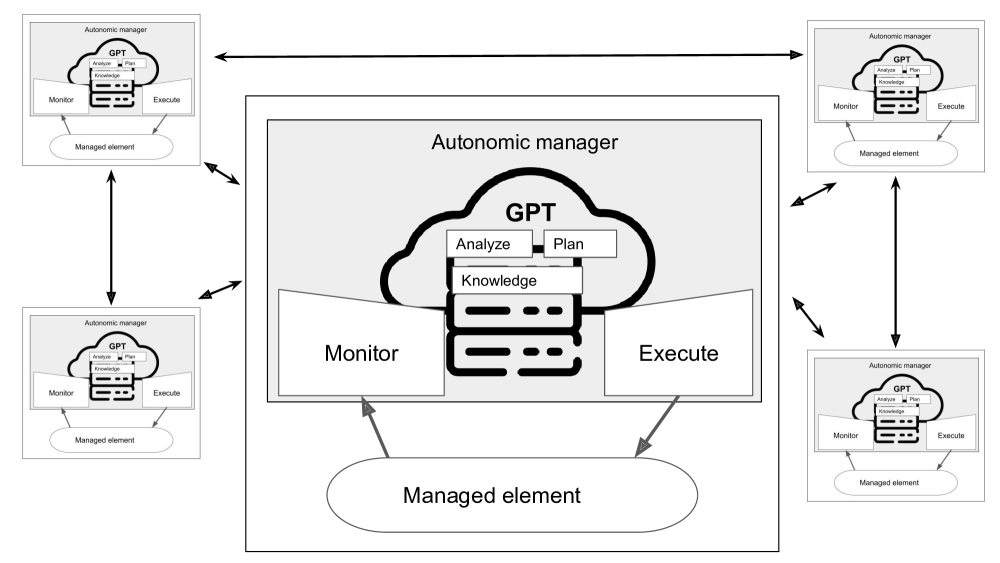 Autonomic manager
GPT
Analyze
Plan
Knowledge
Monitor
Execute
Managed element
Autonomic manager
GPT
Analyze
Plan
Knowledge
Monitor
Execute
Managed element
Autonomic manager
GPT
Analyze
Plan
Knowledge
Monitor
Execute
Managed element
Autonomic manager
GPT
Analyze
Plan
Knowledge
Monitor
Execute
Managed element
Autonomic manager
GPT
Analyze
Plan
Knowledge
Monitor
Execute
Managed element